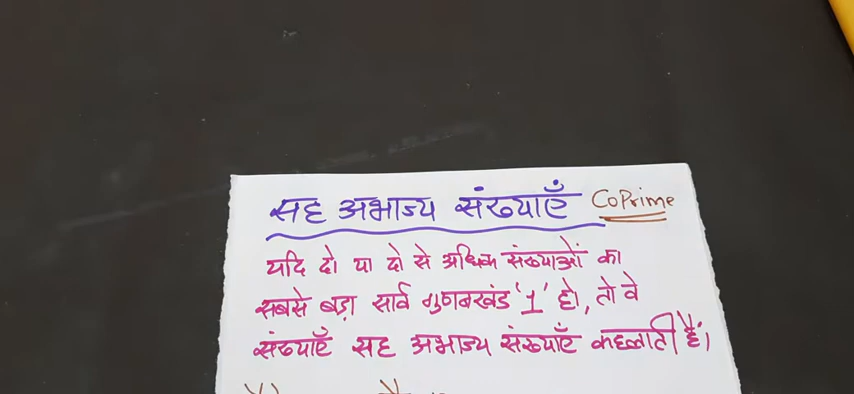 सह अभाज्य संख्याएँ CoPrime
यदि दो या दो से अधिक संख्याओं का
सबसे बड़ा सार्व गुणनखंड '1' हो, तो वे
संख्याएँ सह अभाज्य संख्याएँ कहलाती हैं।